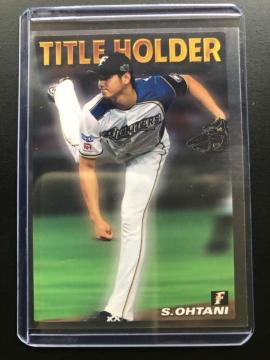 TITLE HOLDER
FIGHTERS
F
S.OHTANI